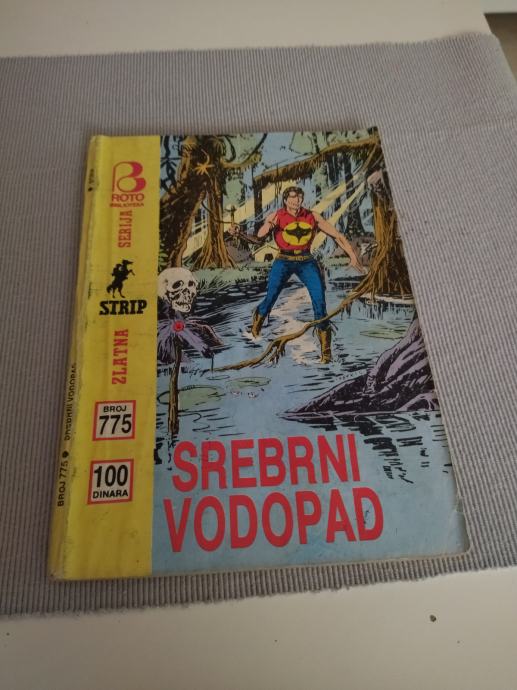 ROTO
BIBLIOTEKA
ZLATNA
STRIP
SERIJA
BROJ
775
100
DINARA
SREBRNI
VODOPAD
BROJ 775 • SREBRNI VODOPAD